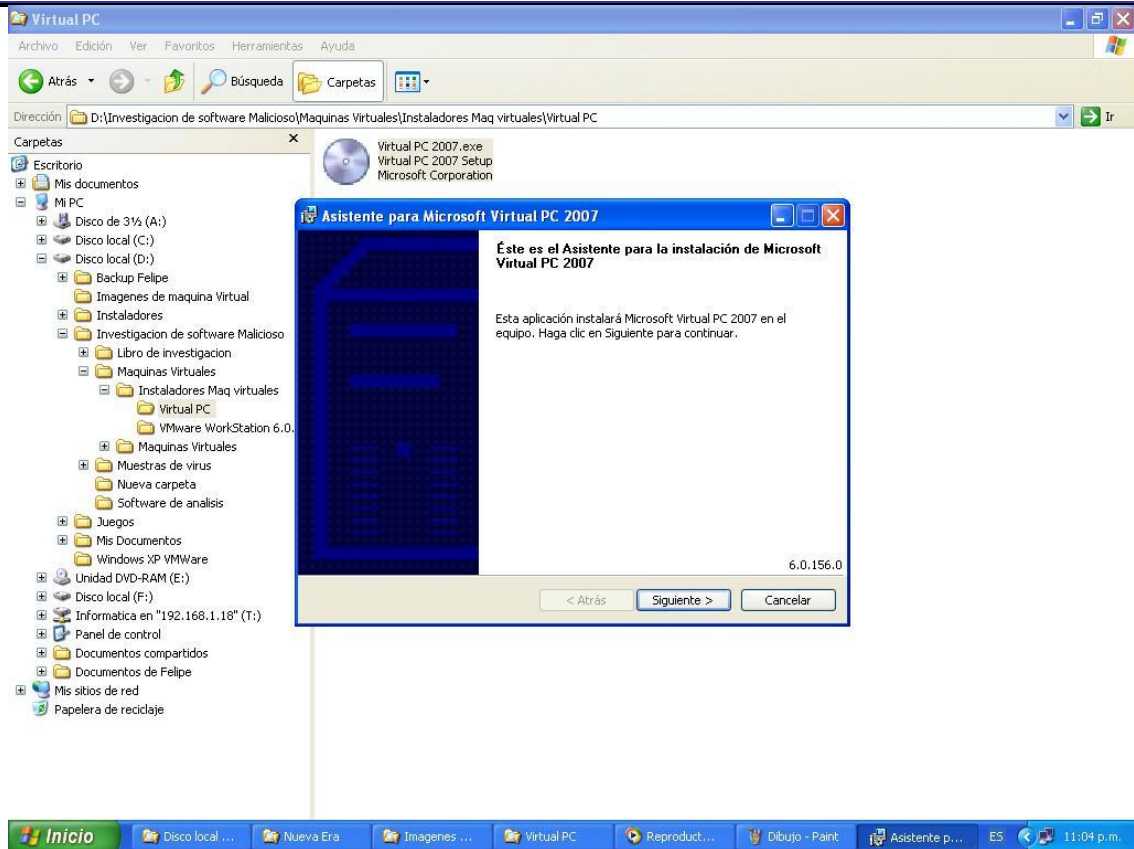 Virtual PC
Archivo Edición Ver Favoritos Herramientas Ayuda
Atrás Búsqueda Carpetas
Dirección D:\Investigacion de software Malicioso\Maquinas Virtuales\Instaladores Maq virtuales\Virtual PC Ir
Carpetas
Escritorio
Mis documentos
Mi PC
Disco de 3½ (A:)
Disco local (C:)
Disco local (D:)
Backup Felipe
Imagenes de maquina Virtual
Instaladores
Investigacion de software Malicioso
Libro de investigacion
Maquinas Virtuales
Instaladores Maq virtuales
Virtual PC
VMware WorkStation 6.0.
Maquinas Virtuales
Muestras de virus
Nueva carpeta
Software de analisis
Juegos
Mis Documentos
Windows XP VMWare
Unidad DVD-RAM (E:)
Disco local (F:)
Informatica en "192.168.1.18" (T:)
Panel de control
Documentos compartidos
Documentos de Felipe
Mis sitios de red
Papelera de reciclaje
Virtual PC 2007.exe
Virtual PC 2007 Setup
Microsoft Corporation
Asistente para Microsoft Virtual PC 2007
Éste es el Asistente para la instalación de Microsoft
Virtual PC 2007
Esta aplicación instalará Microsoft Virtual PC 2007 en el
equipo. Haga clic en Siguiente para continuar.
6.0.156.0
< Atrás Siguiente > Cancelar
Inicio Disco local ... Nueva Era Imagenes ... Virtual PC Reproduct... Dibujo - Paint Asistente p... ES 11:04 p.m.